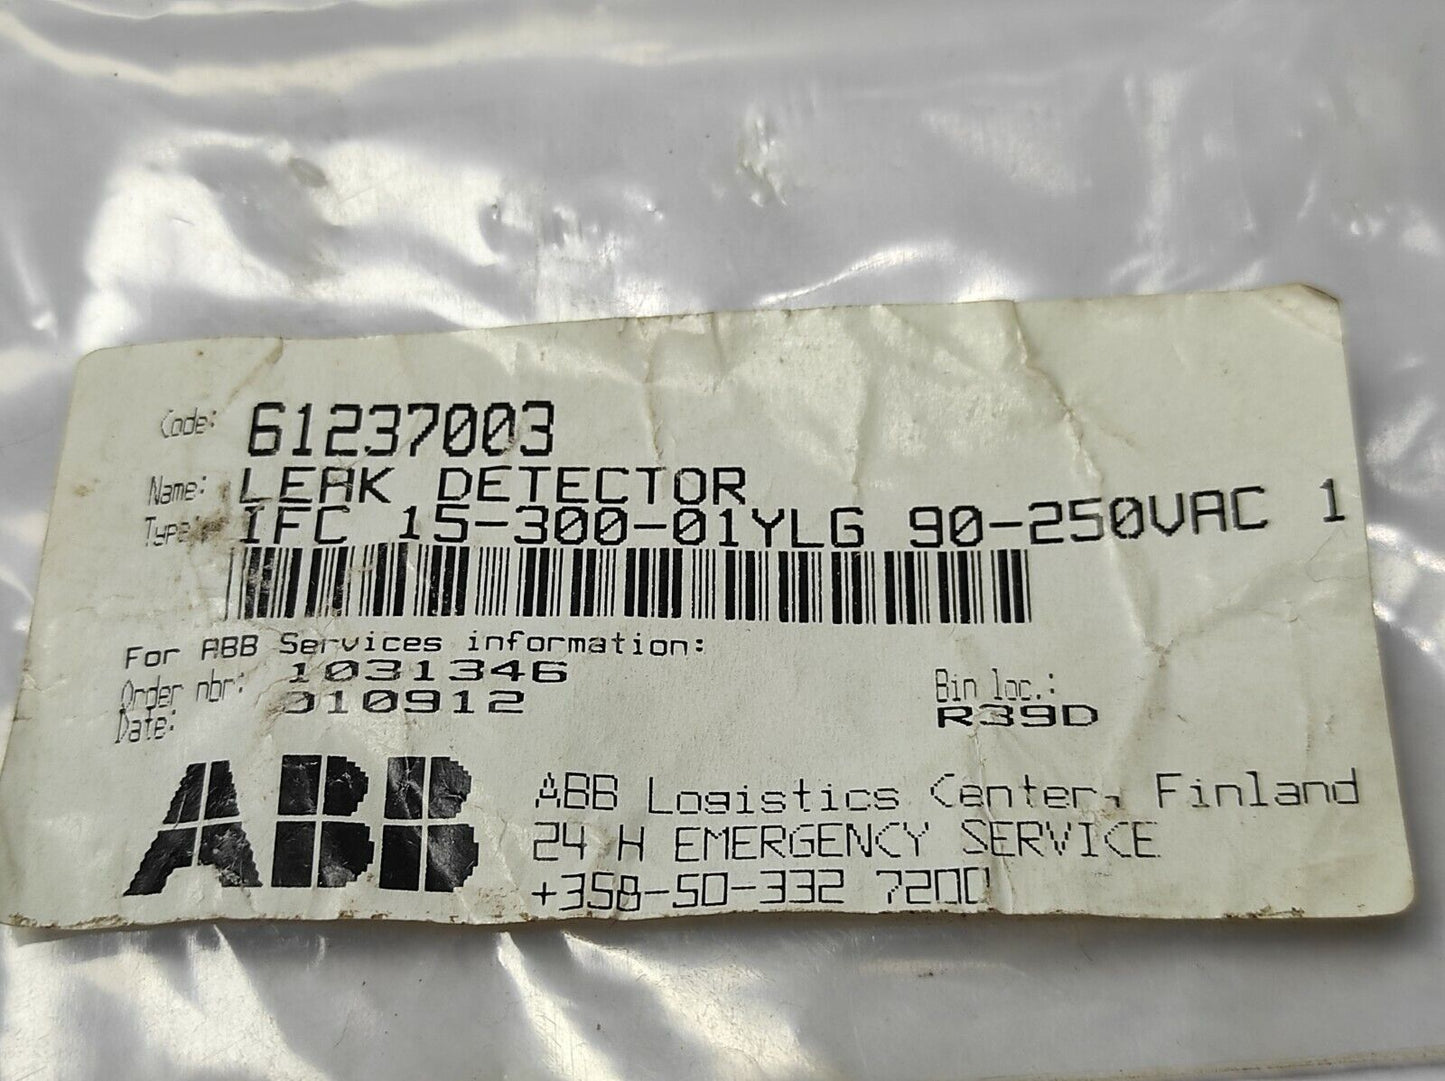 Code: 61237003
Name: LEAK DETECTOR
Type: IFC 15-300-01YLG 90-250VAC 1
For ABB Services information:
Order nbr: 1031346
Date: 010912
Bin loc.:
R39D
ABB
ABB Logistics Center, Finland
24 H EMERGENCY SERVICE
+358-50-332 7200